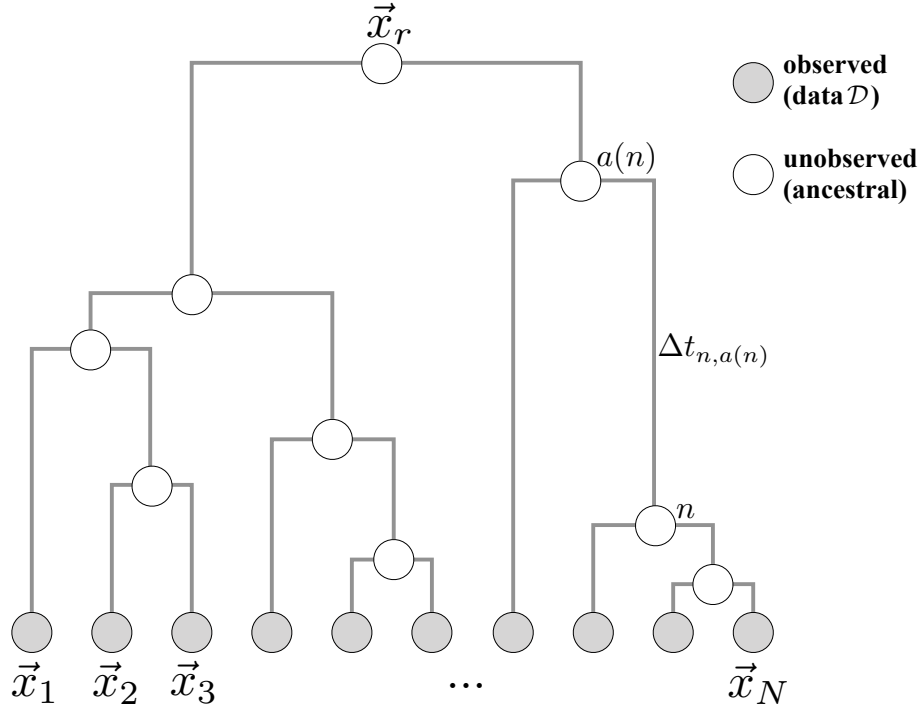 x⃗_r
observed
(data 𝒟)
a(n)
unobserved
(ancestral)
Δt_{n,a(n)}
n
x⃗_1 x⃗_2 x⃗_3 ... x⃗_N